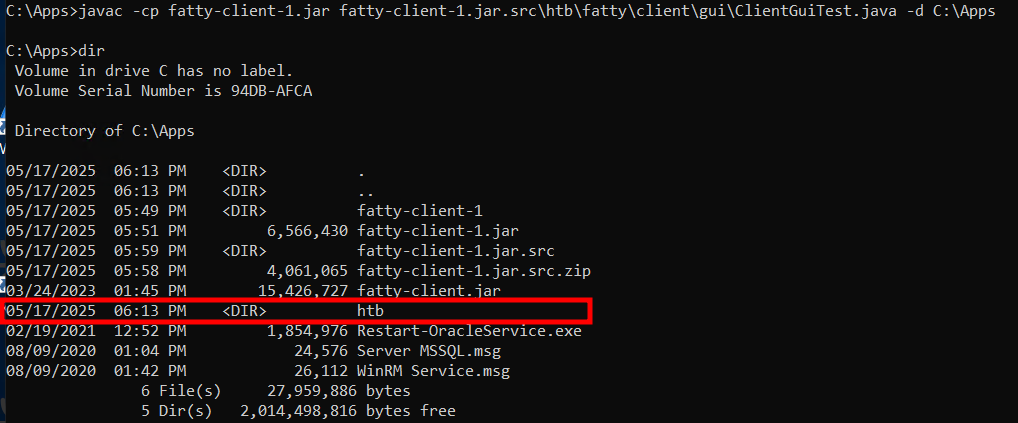 C:\Apps>javac -cp fatty-client-1.jar fatty-client-1.jar.src\htb\fatty\client\gui\ClientGuiTest.java -d C:\Apps
C:\Apps>dir
 Volume in drive C has no label.
 Volume Serial Number is 94DB-AFCA
 Directory of C:\Apps
05/17/2025  06:13 PM    <DIR>          .
05/17/2025  06:13 PM    <DIR>          ..
05/17/2025  05:49 PM    <DIR>          fatty-client-1
05/17/2025  05:51 PM         6,566,430 fatty-client-1.jar
05/17/2025  05:59 PM    <DIR>          fatty-client-1.jar.src
05/17/2025  05:58 PM         4,061,065 fatty-client-1.jar.src.zip
03/24/2023  01:45 PM        15,426,727 fatty-client.jar
05/17/2025  06:13 PM    <DIR>          htb
02/19/2021  12:52 PM         1,854,976 Restart-OracleService.exe
08/09/2020  01:04 PM            24,576 Server MSSQL.msg
08/09/2020  01:42 PM            26,112 WinRM Service.msg
               6 File(s)     27,959,886 bytes
               5 Dir(s)   2,014,498,816 bytes free